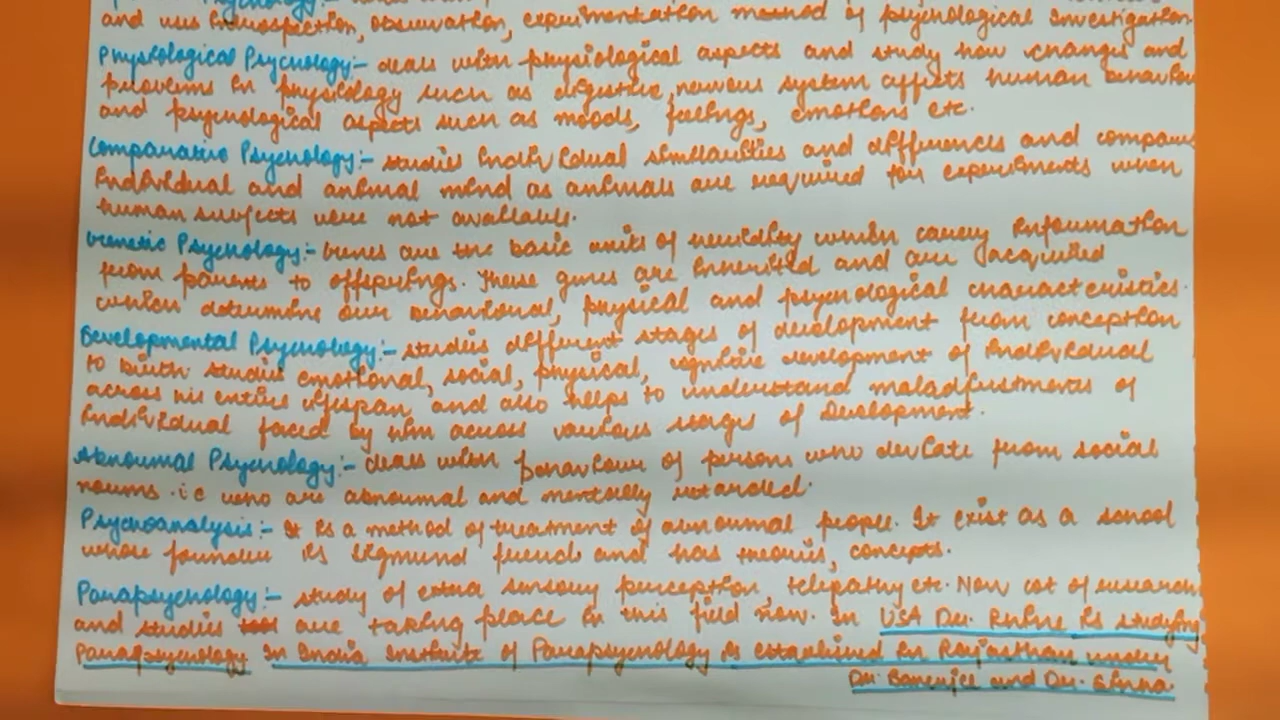 Psychology:-
and uses introspection, observation, experimentation method of psychological investigation
Physiological Psychology:- deals with physiological aspects and study how changes and
problems in physiology such as digestive, nervous system affects human behaviour
and psychological aspects such as moods, feelings, emotions etc.
Comparative Psychology:- studies individual similarities and differences and compares
individual and animal mind as animals are required for experiments when
human subjects were not available.
Genetic Psychology:- Genes are the basic units of heredity which carry information
from parents to offsprings. These genes are inherited and are acquired
which determine our behavioural, physical and psychological characteristics.
Developmental Psychology:- studies different stages of development from conception
to birth studies emotional, social, physical, cognitive development of individual
across his entire lifespan, and also helps to understand maladjustments of
individual faced by him across various stages of Development.
Abnormal Psychology:- deals with behaviour of persons who deviate from social
norms i.e who are abnormal and mentally retarded.
Psychoanalysis:- It is a method of treatment of abnormal people. It exist as a school
whose founder is Sigmund freud and has theories, concepts.
Parapsychology:- study of extra sensory perception, telepathy etc. Now lot of research
and studies are taking place in this field now. In USA Dr. Rhine is studying
Parapsychology In India Institute of Parapsychology is established in Rajasthan under
Dr. Banerjee and Dr. Sinha.